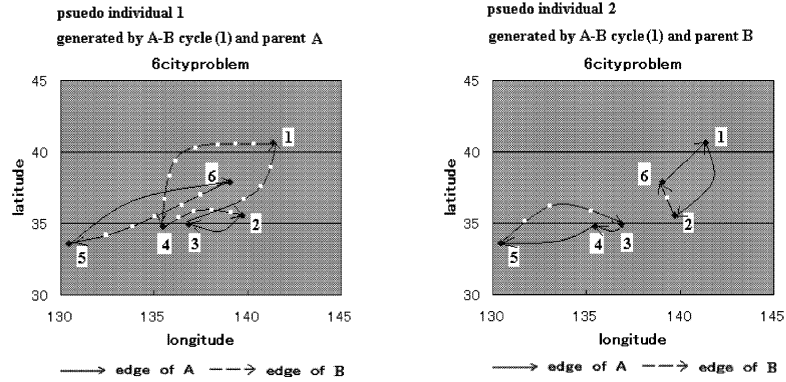 psuedo individual 1
generated by A-B cycle(1) and parent A
6cityproblem
45
40
35
30
latitude
1
6
2
3
4
5
130
135
140
145
longitude
edge of A
edge of B
psuedo individual 2
generated by A-B cycle(1) and parent B
6cityproblem
45
40
35
30
latitude
1
6
2
3
4
5
130
135
140
145
longitude
edge of A
edge of B